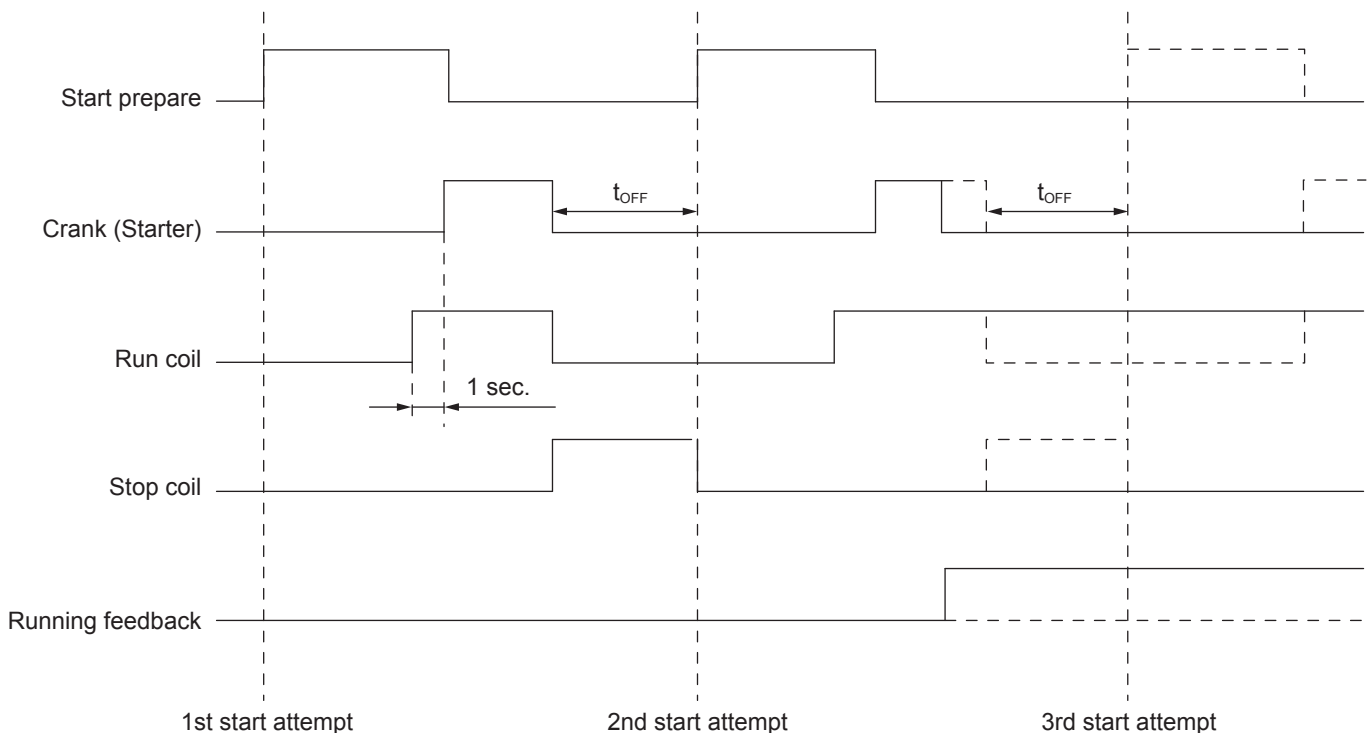 Start prepare
Crank (Starter)
tOFF
tOFF
Run coil
1 sec.
Stop coil
Running feedback
1st start attempt
2nd start attempt
3rd start attempt